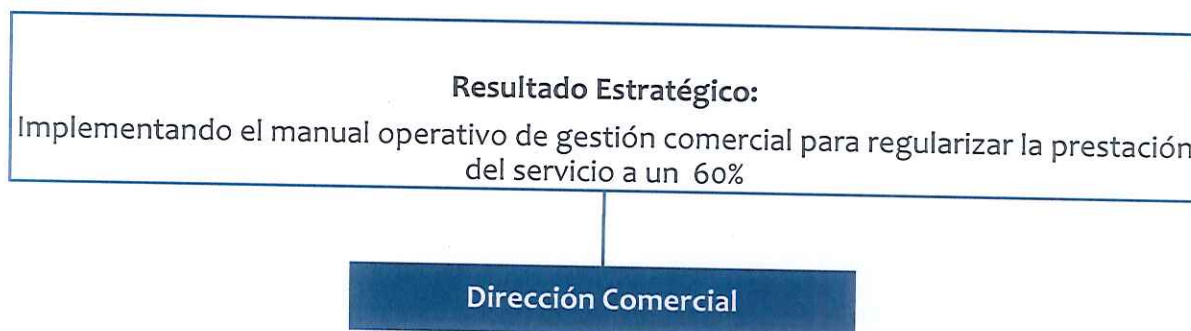 Resultado Estratégico:
Implementando el manual operativo de gestión comercial para regularizar la prestación
del servicio a un 60%
Dirección Comercial